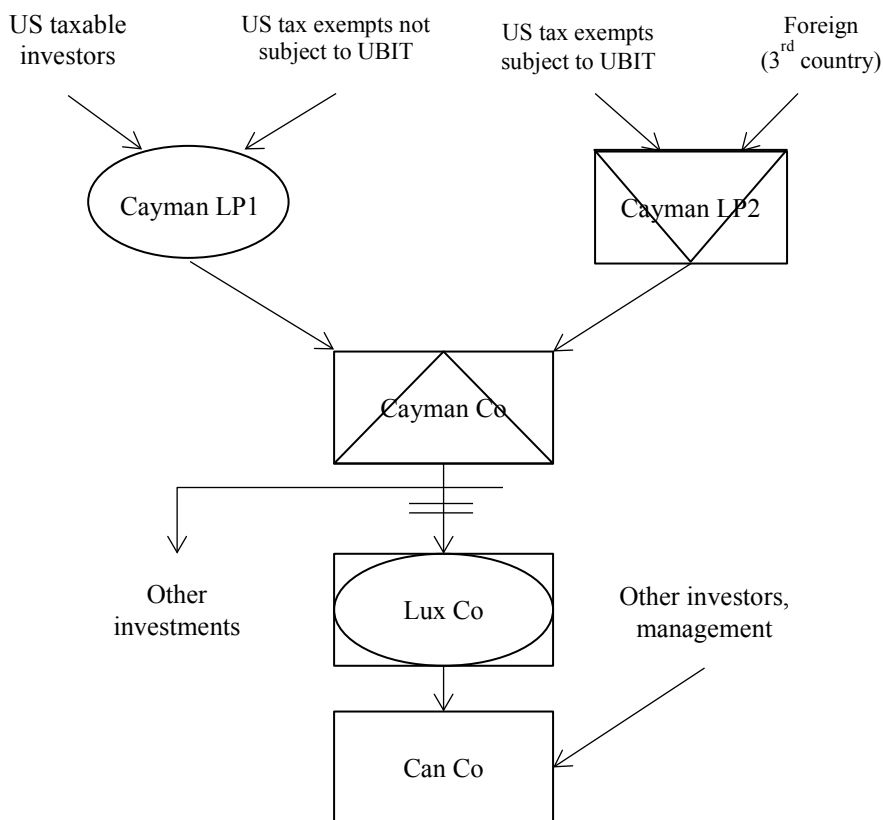 US taxable
investors
US tax exempts not
subject to UBIT
US tax exempts
subject to UBIT
Foreign
(3rd country)
Cayman LP1
Cayman LP2
Cayman Co
Other
investments
Lux Co
Other investors,
management
Can Co